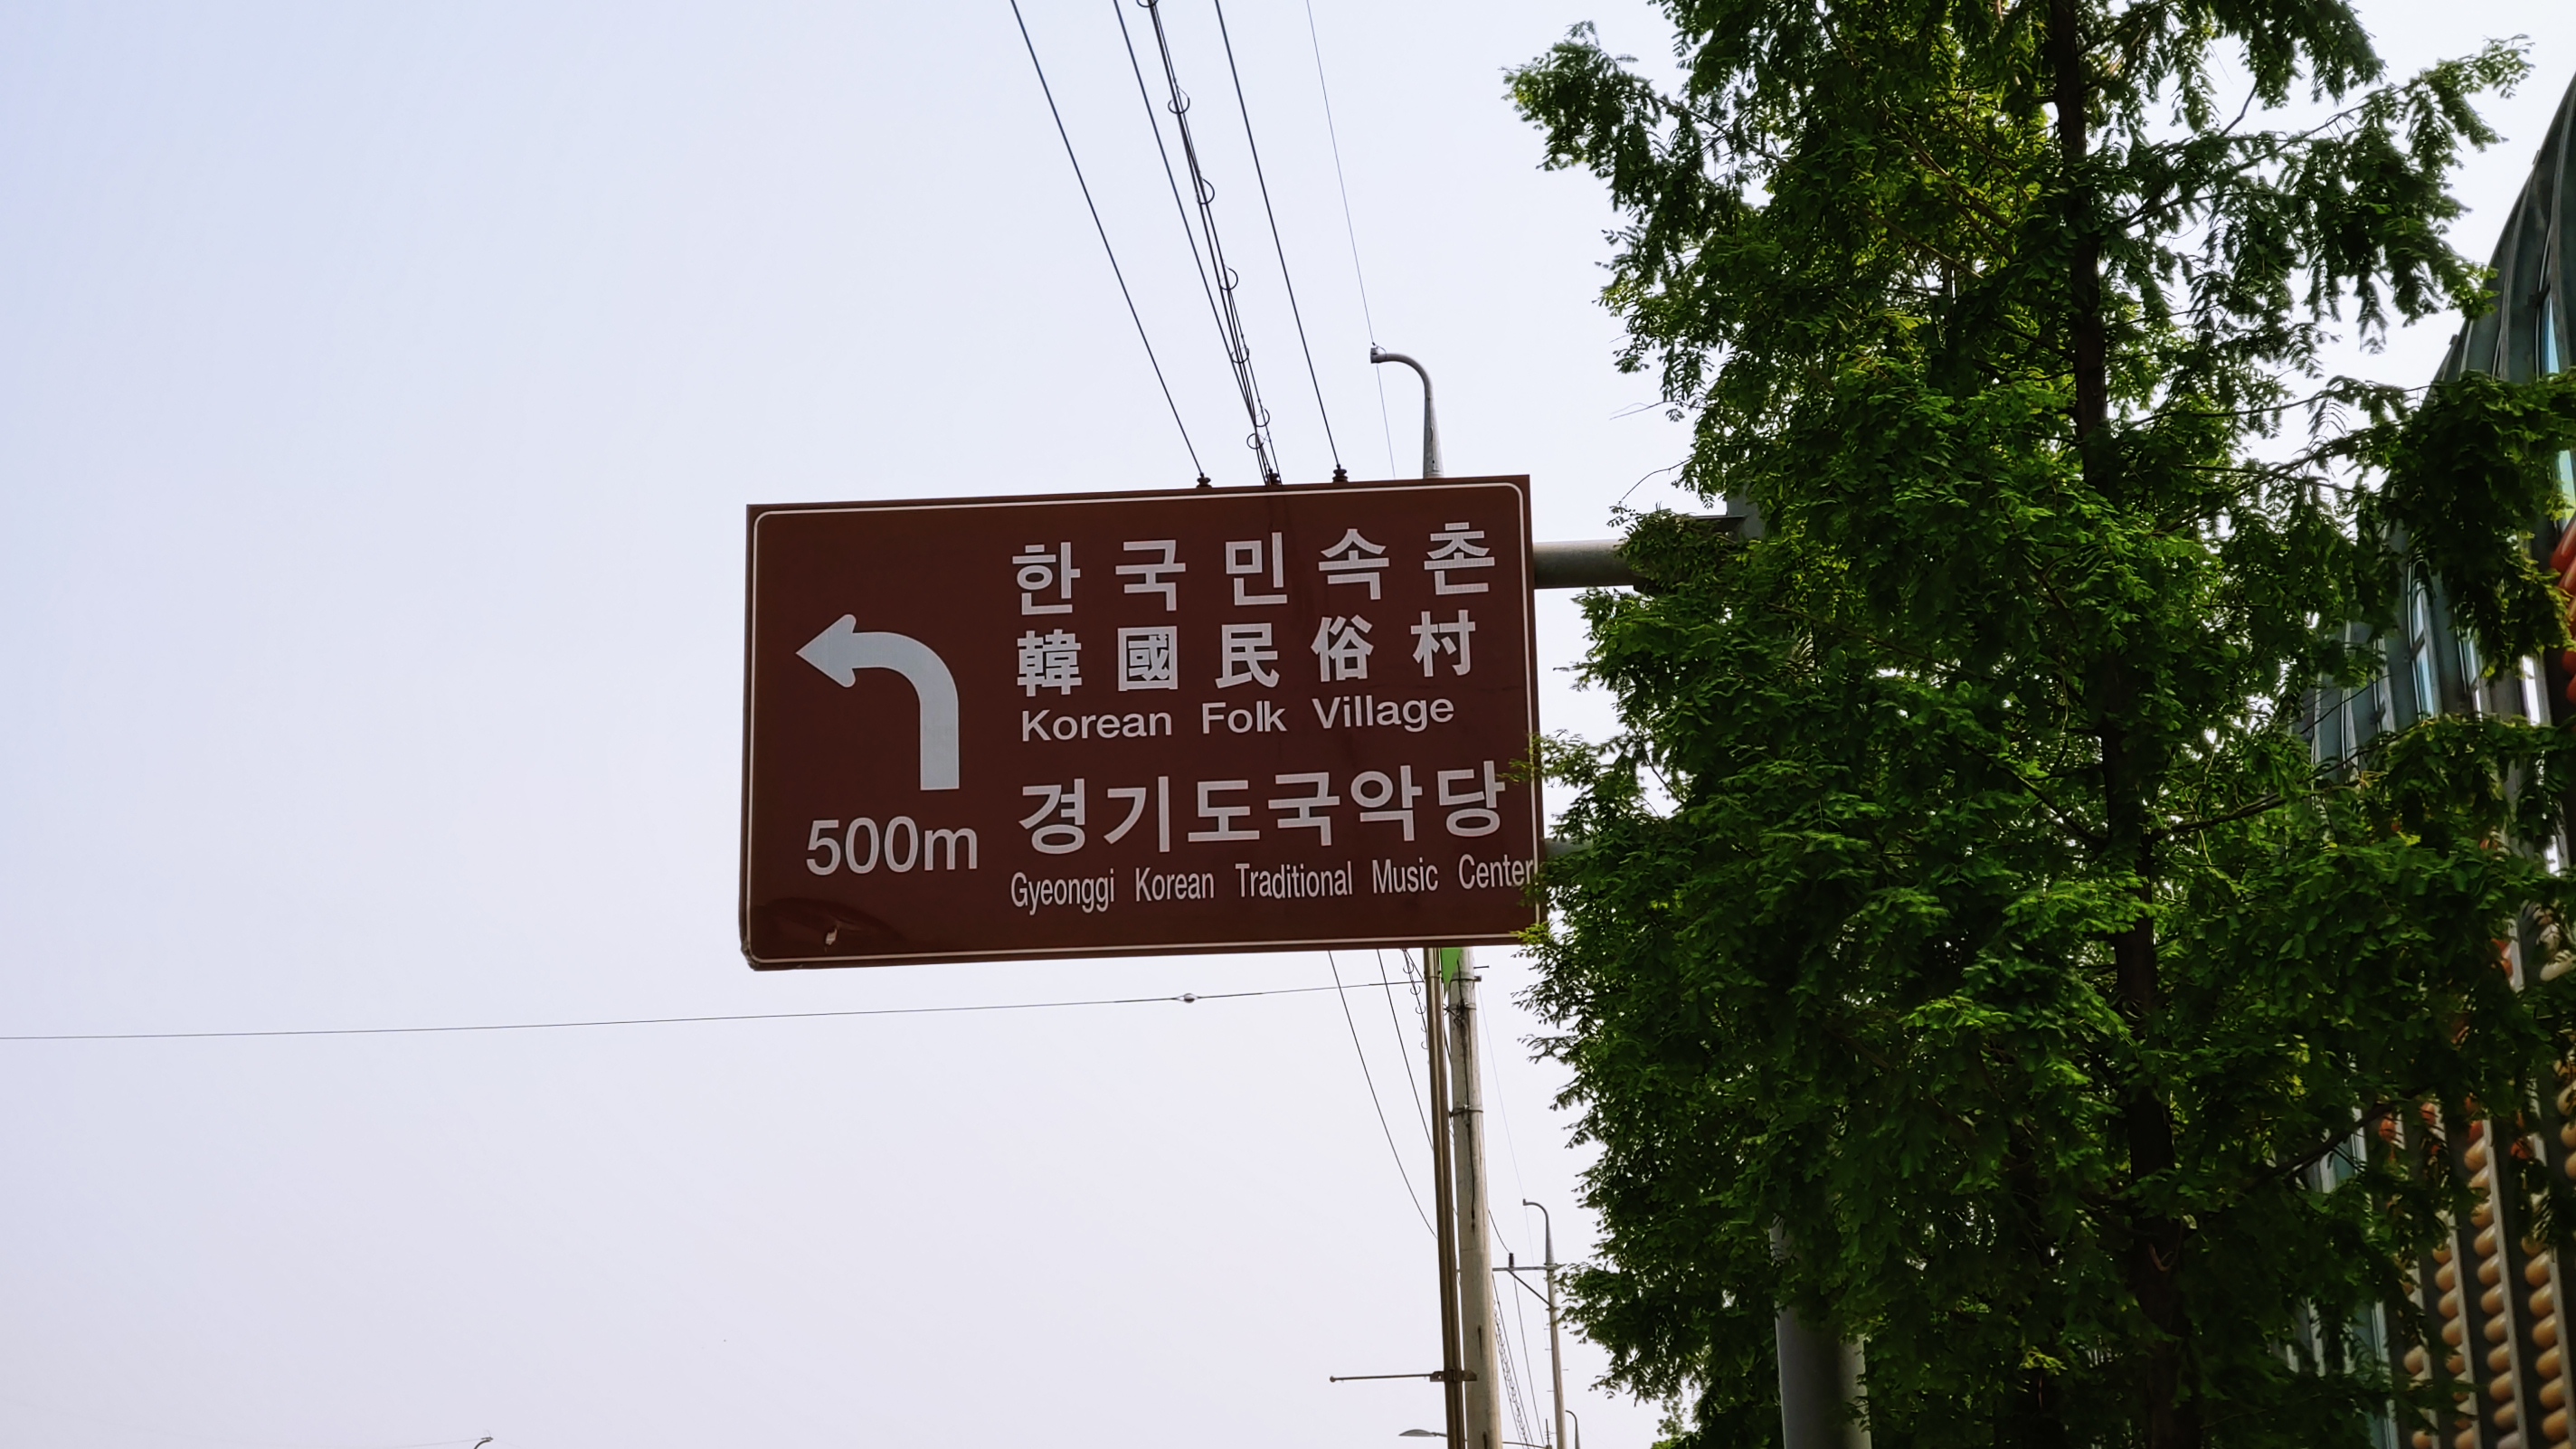 한국민속촌
韓國民俗村
Korean Folk Village
경기도국악당
Gyeonggi Korean Traditional Music Center
500m